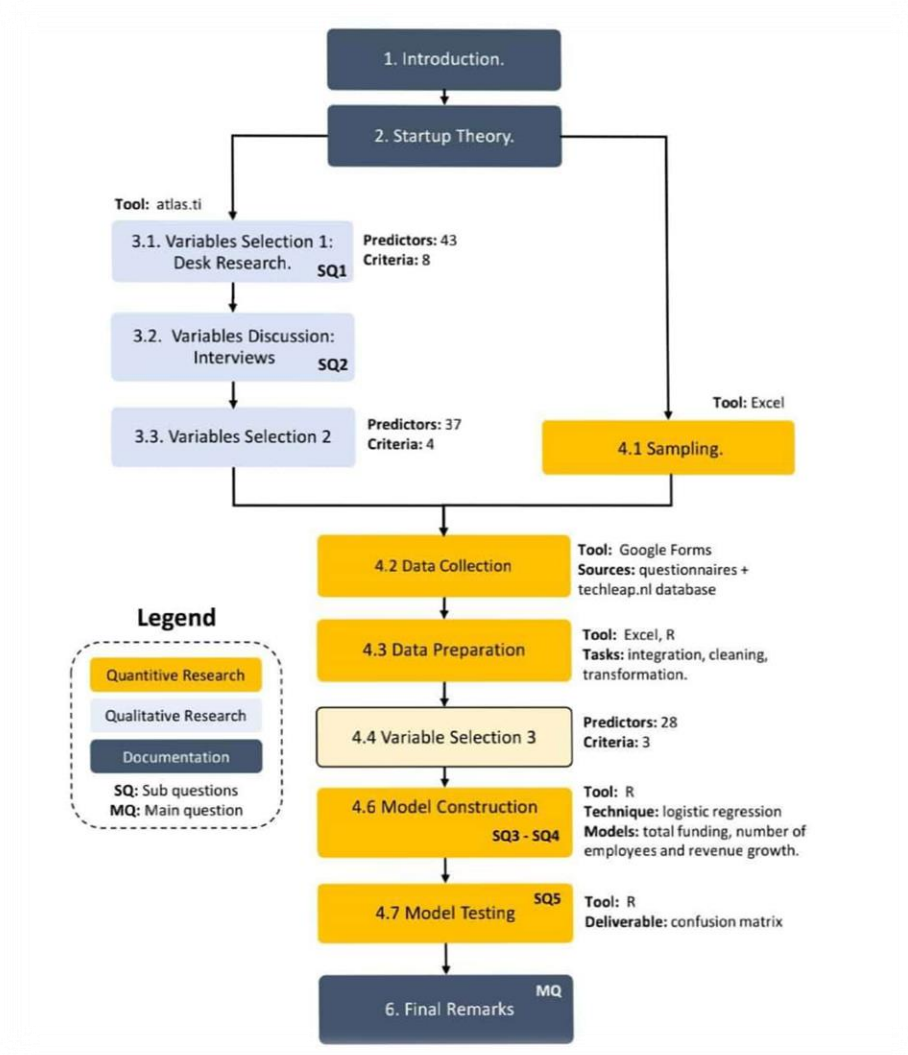 1. Introduction.
2. Startup Theory.
Tool: atlas.ti
3.1. Variables Selection 1:
Desk Research.
SQ1
Predictors: 43
Criteria: 8
3.2. Variables Discussion:
Interviews
SQ2
3.3. Variables Selection 2
Predictors: 37
Criteria: 4
Tool: Excel
4.1 Sampling.
4.2 Data Collection
Tool: Google Forms
Sources: questionnaires +
techleap.nl database
4.3 Data Preparation
Tool: Excel, R
Tasks: integration, cleaning,
transformation.
4.4 Variable Selection 3
Predictors: 28
Criteria: 3
4.6 Model Construction
SQ3 - SQ4
Tool: R
Technique: logistic regression
Models: total funding, number of
employees and revenue growth.
4.7 Model Testing
SQ5
Tool: R
Deliverable: confusion matrix
6. Final Remarks
MQ
Legend
Quantitive Research
Qualitative Research
Documentation
SQ: Sub questions
MQ: Main question